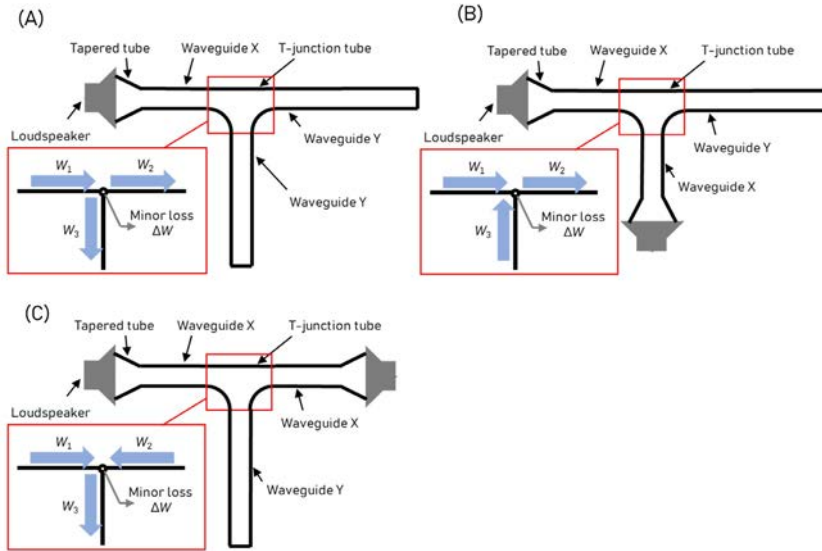 (A)
Tapered tube
Waveguide X
T-junction tube
Loudspeaker
Waveguide Y
Waveguide Y
W1
W2
W3
Minor loss
ΔW
(B)
Tapered tube
Waveguide X
T-junction tube
Loudspeaker
Waveguide Y
Waveguide X
W1
W2
W3
Minor loss
ΔW
(C)
Tapered tube
Waveguide X
T-junction tube
Loudspeaker
Waveguide X
Waveguide Y
W1
W2
W3
Minor loss
ΔW